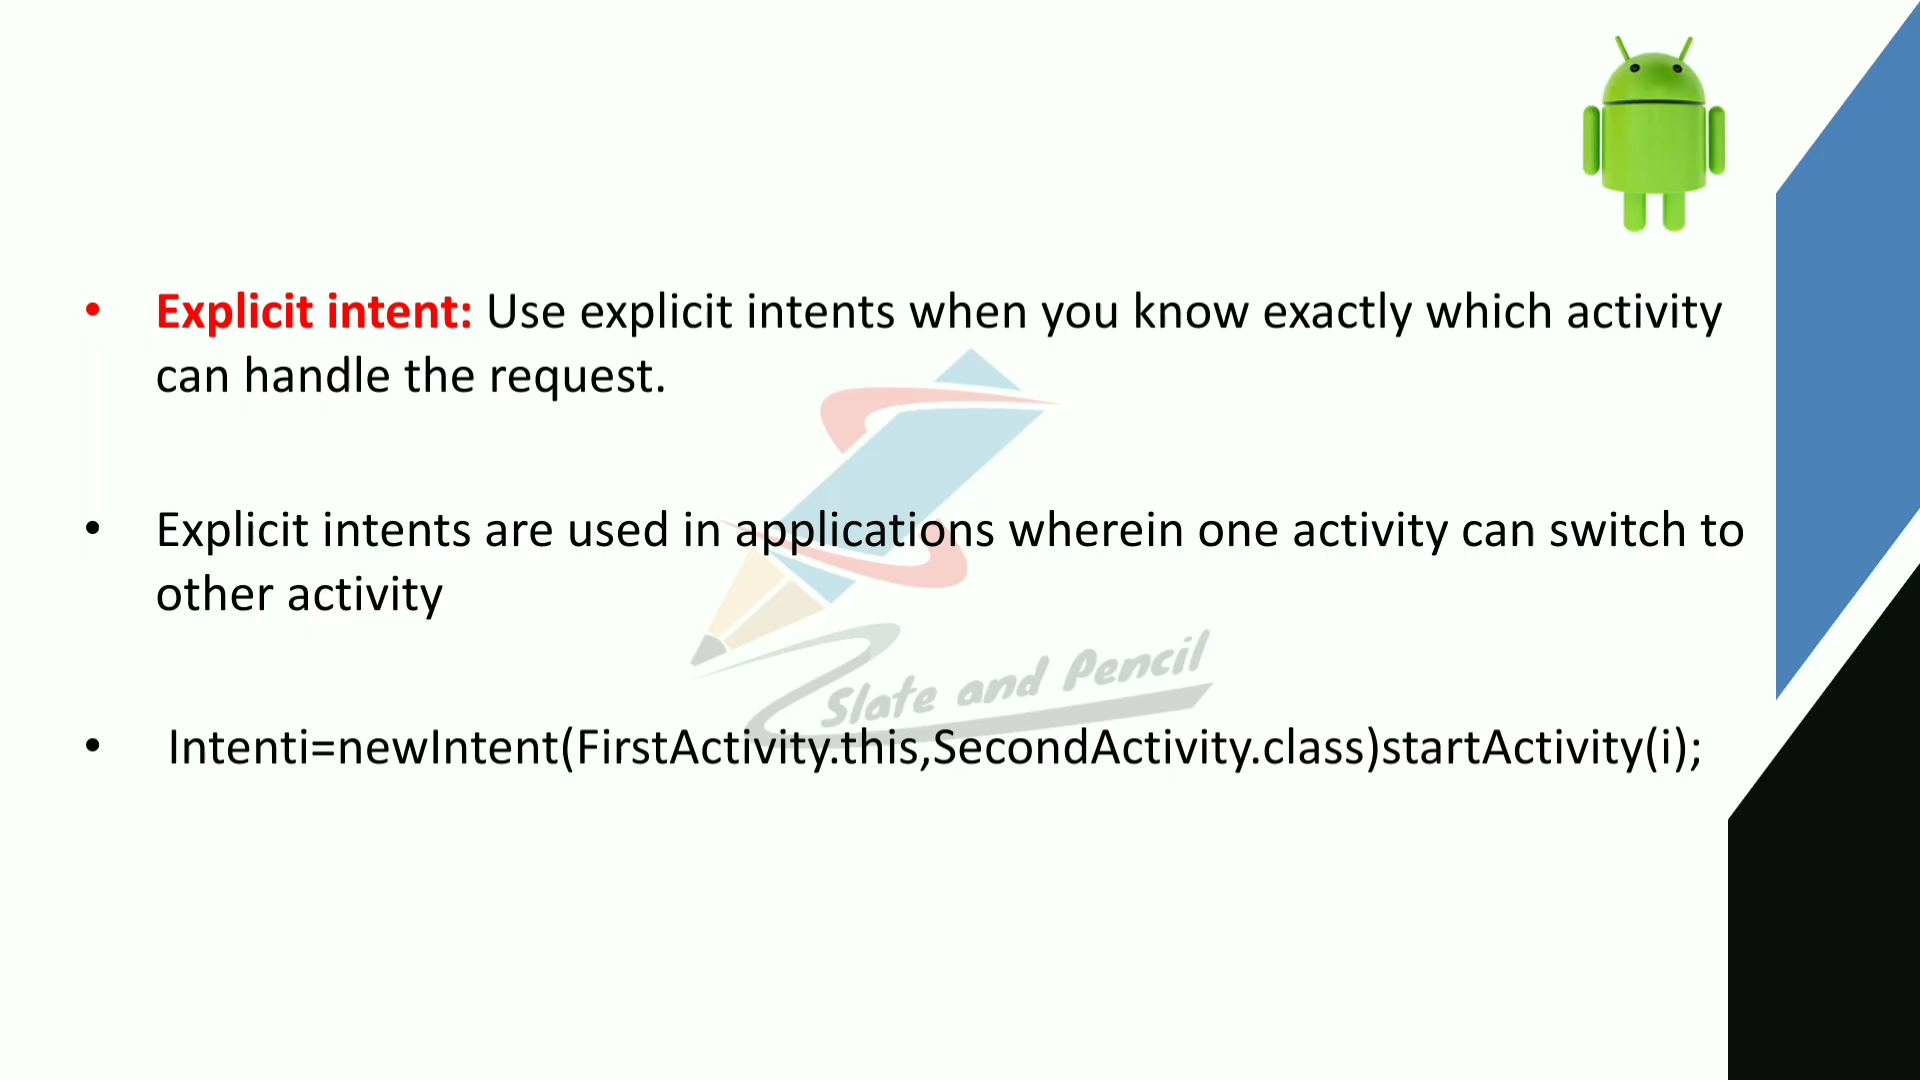 • Explicit intent: Use explicit intents when you know exactly which activity
can handle the request.
• Explicit intents are used in applications wherein one activity can switch to
other activity
Slate and Pencil
• Intenti=newIntent(FirstActivity.this,SecondActivity.class)startActivity(i);